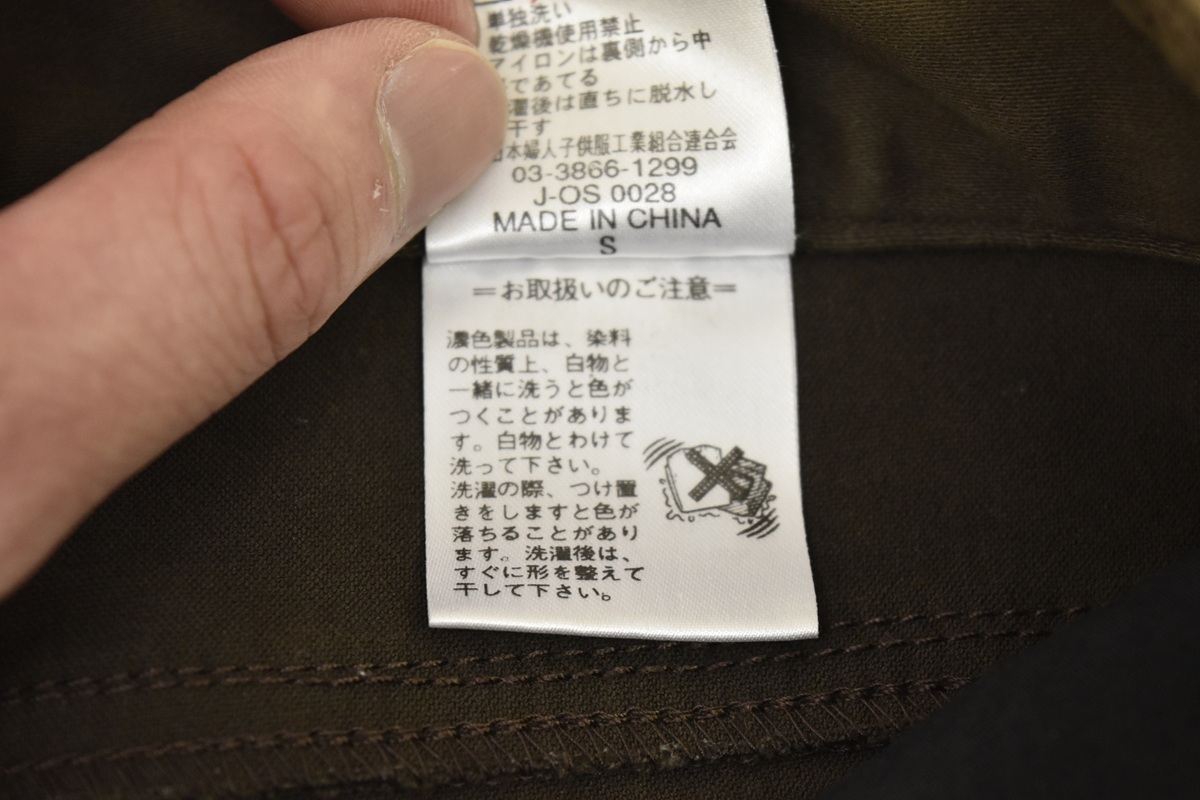 単独洗い
乾燥機使用禁止
アイロンは裏側から中
であてる
濯後は直ちに脱水し
干す
日本婦人子供服工業組合連合会
03-3866-1299
J-OS 0028
MADE IN CHINA
S
=お取扱いのご注意=
濃色製品は、染料
の性質上、白物と
一緒に洗うと色が
つくことがありま
す。白物とわけて
洗って下さい。
洗濯の際、つけ置
きをしますと色が
落ちることがあり
ます。洗濯後は、
すぐに形を整えて
干して下さい。